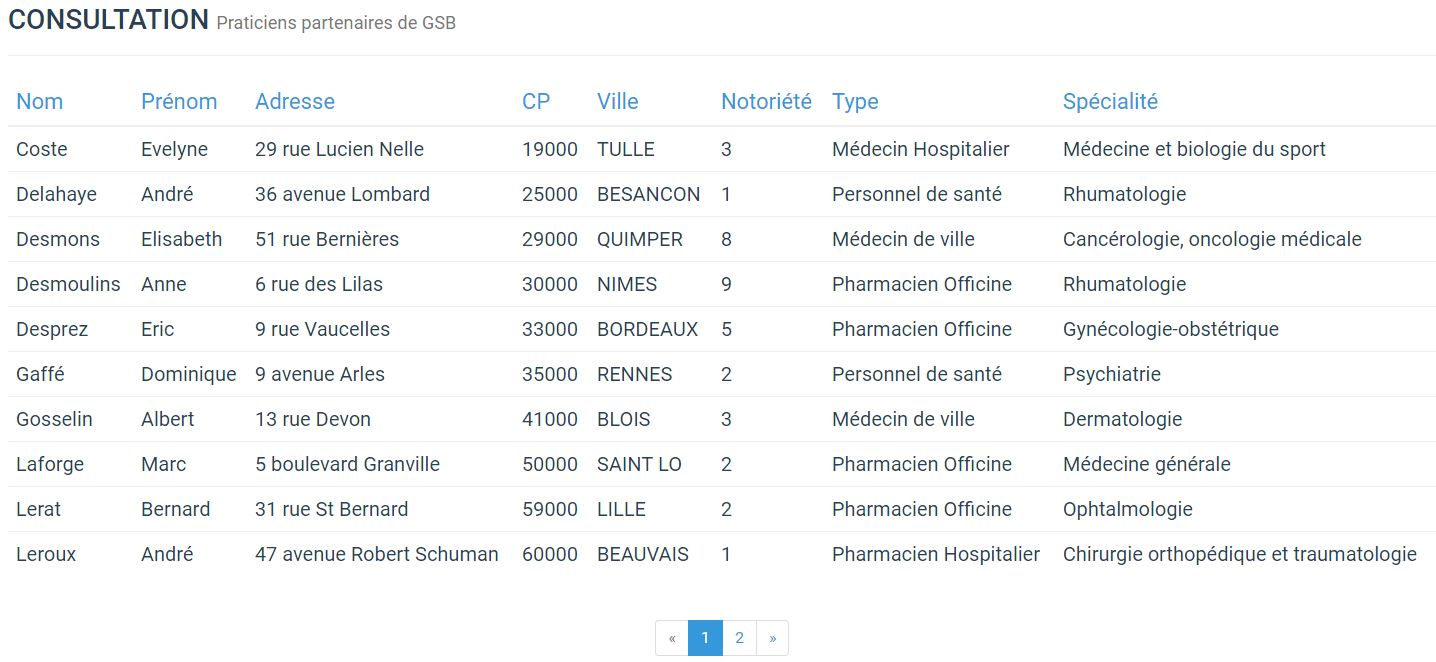 CONSULTATION Praticiens partenaires de GSB
Nom Prénom Adresse CP Ville Notoriété Type Spécialité
Coste Evelyne 29 rue Lucien Nelle 19000 TULLE 3 Médecin Hospitalier Médecine et biologie du sport
Delahaye André 36 avenue Lombard 25000 BESANCON 1 Personnel de santé Rhumatologie
Desmons Elisabeth 51 rue Bernières 29000 QUIMPER 8 Médecin de ville Cancérologie, oncologie médicale
Desmoulins Anne 6 rue des Lilas 30000 NIMES 9 Pharmacien Officine Rhumatologie
Desprez Eric 9 rue Vaucelles 33000 BORDEAUX 5 Pharmacien Officine Gynécologie-obstétrique
Gaffé Dominique 9 avenue Arles 35000 RENNES 2 Personnel de santé Psychiatrie
Gosselin Albert 13 rue Devon 41000 BLOIS 3 Médecin de ville Dermatologie
Laforge Marc 5 boulevard Granville 50000 SAINT LO 2 Pharmacien Officine Médecine générale
Lerat Bernard 31 rue St Bernard 59000 LILLE 2 Pharmacien Officine Ophtalmologie
Leroux André 47 avenue Robert Schuman 60000 BEAUVAIS 1 Pharmacien Hospitalier Chirurgie orthopédique et traumatologie
« 1 2 »